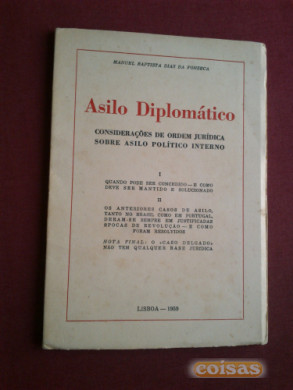 MANUEL BAPTISTA DIAS DA FONSECA
Asilo Diplomático
CONSIDERAÇÕES DE ORDEM JURÍDICA
SOBRE ASILO POLÍTICO INTERNO
I
QUANDO PODE SER CONCEDIDO — E COMO
DEVE SER MANTIDO E SOLUCIONADO
II
OS ANTERIORES CASOS DE ASILO,
TANTO NO BRASIL COMO EM PORTUGAL,
DERAM-SE SEMPRE EM JUSTIFICADAS
EPOCAS DE REVOLUÇÃO — E COMO
FORAM RESOLVIDOS
NOTA FINAL: O «CASO DELGADO»
NÃO TEM QUALQUER BASE JURÍDICA
LISBOA — 1959
coisas